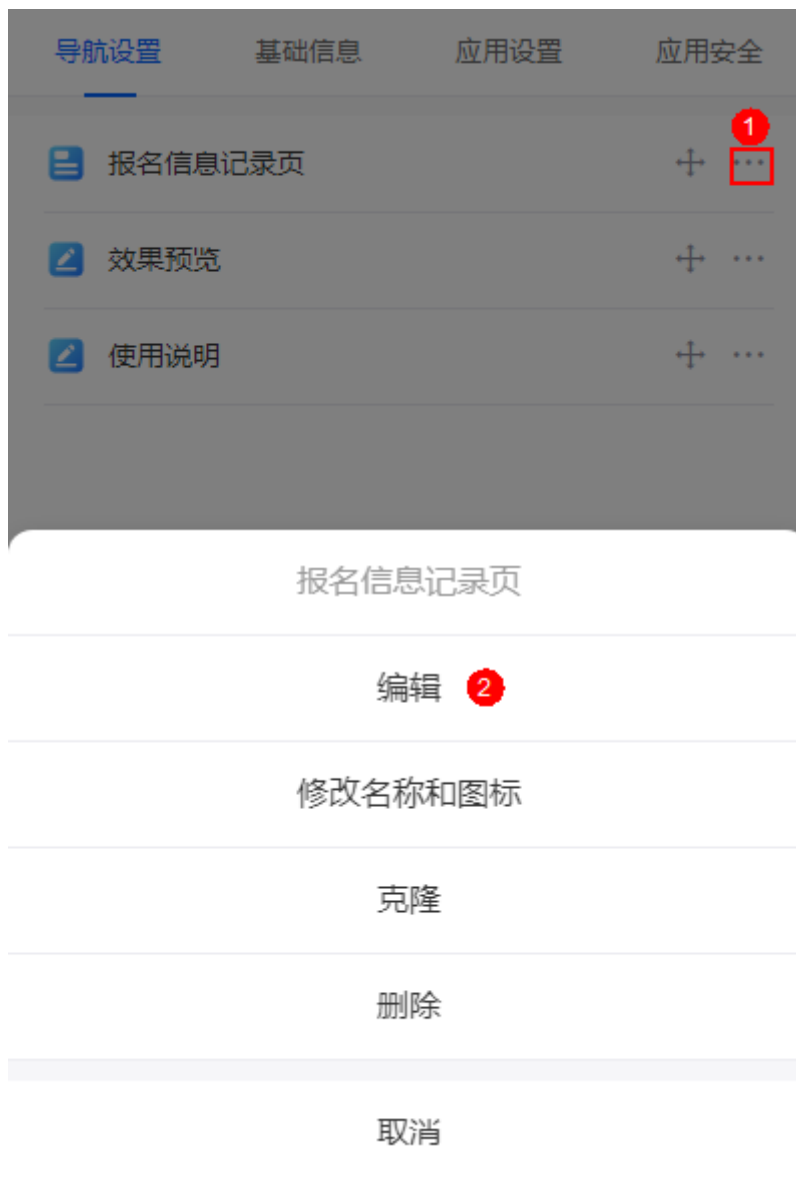 导航设置 基础信息 应用设置 应用安全
1
报名信息记录页
效果预览
使用说明
报名信息记录页
编辑 2
修改名称和图标
克隆
删除
取消